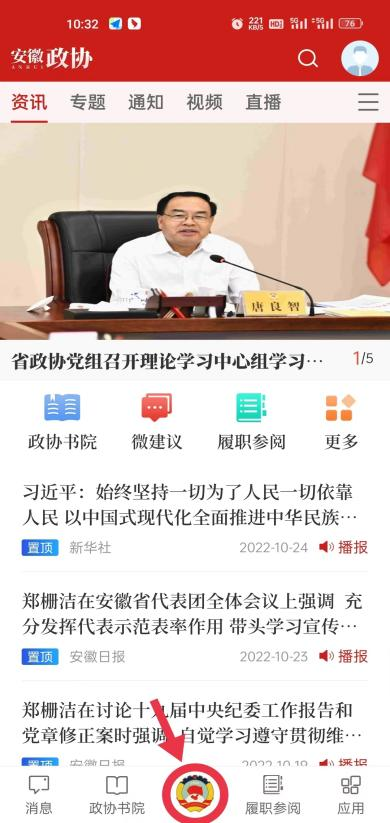 10:32
221
KB/S
HD
5G
5G
76
安徽政协
ANHUI
资讯 专题 通知 视频 直播
唐良智
省政协党组召开理论学习中心组学习… 1/5
政协书院 微建议 履职参阅 更多
习近平：始终坚持一切为了人民一切依靠
人民 以中国式现代化全面推进中华民族…
置顶 新华社 2022-10-24 播报
郑栅洁在安徽省代表团全体会议上强调 充
分发挥代表示范表率作用 带头学习宣传…
置顶 安徽日报 2022-10-23 播报
郑栅洁在讨论十九届中央纪委工作报告和
党章修正案时强调 自觉学习遵守贯彻维…
置顶 安徽日报 2022-10-19 播报
消息 政协书院 履职参阅 应用